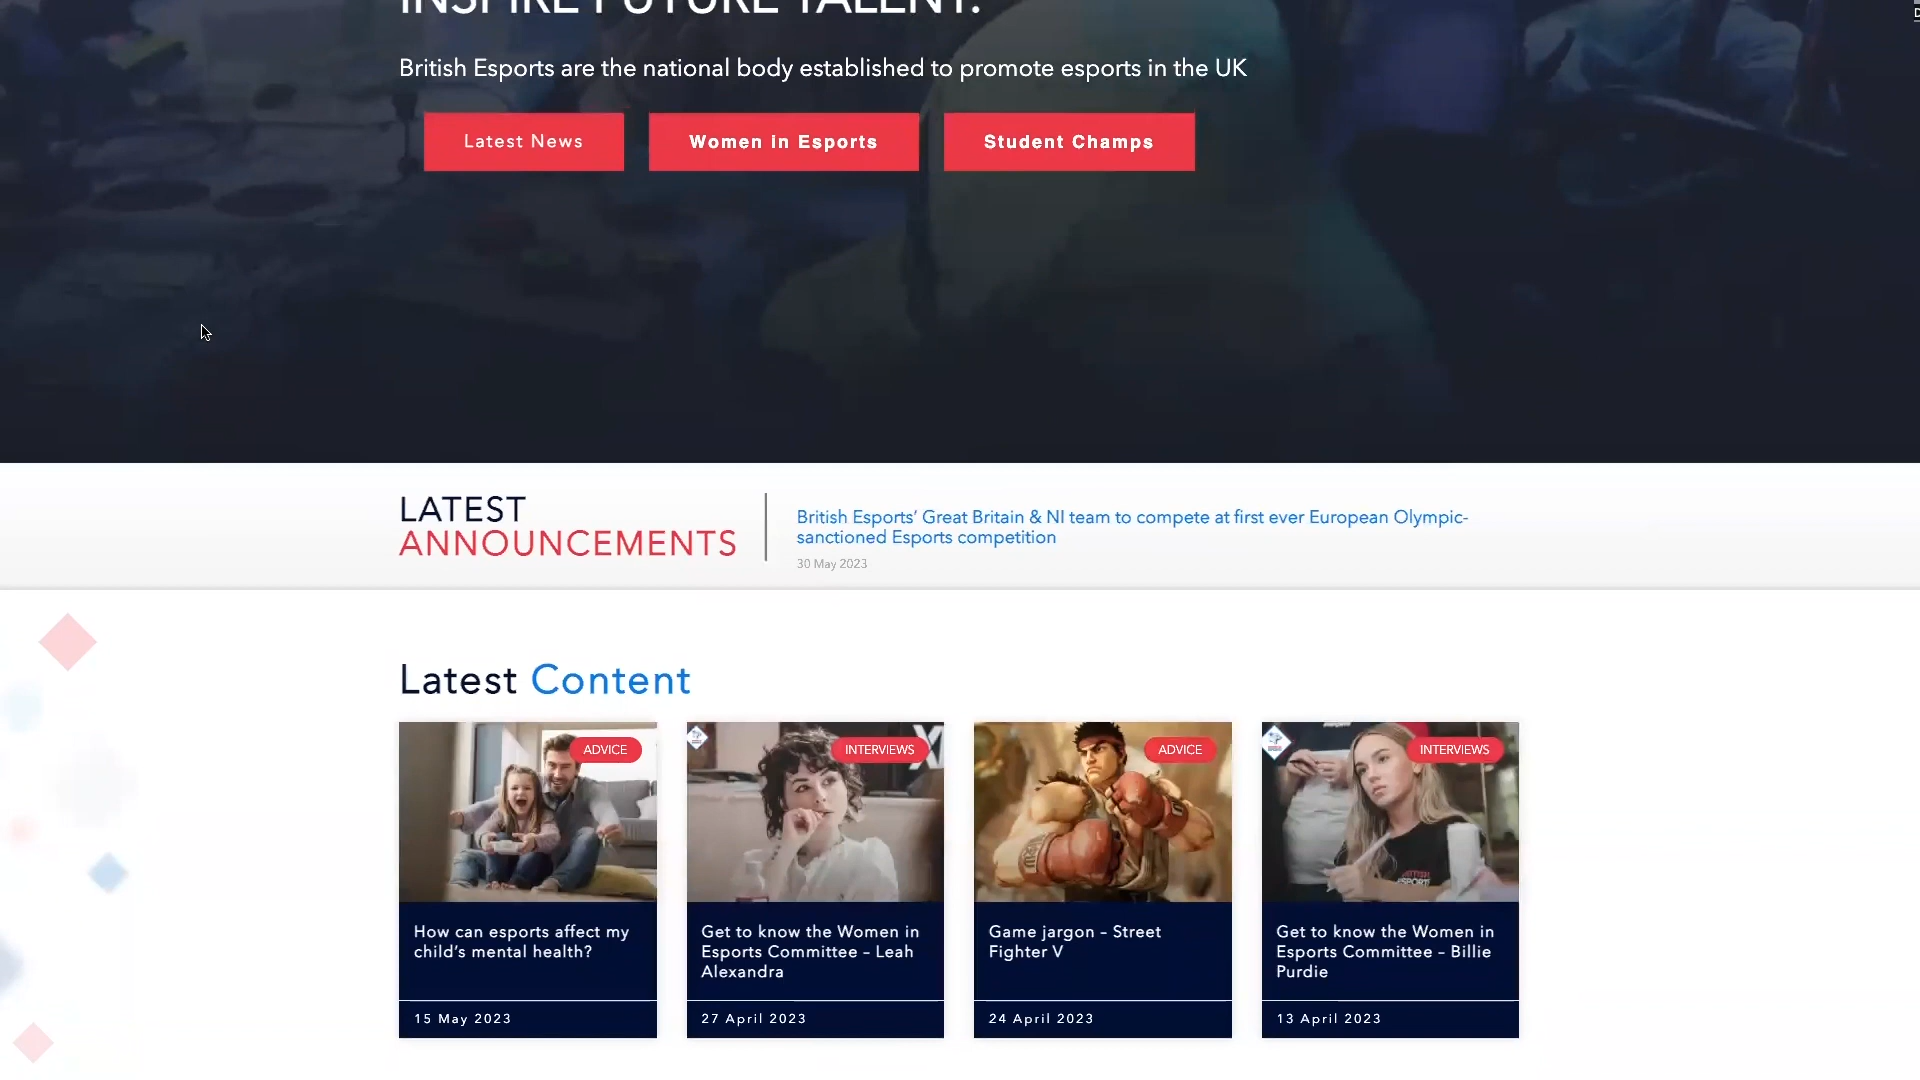 INSPIRE FUTURE TALENT.
British Esports are the national body established to promote esports in the UK
Latest News
Women in Esports
Student Champs
LATEST
ANNOUNCEMENTS
British Esports’ Great Britain & NI team to compete at first ever European Olympic-
sanctioned Esports competition
30 May 2023
Latest Content
ADVICE
How can esports affect my
child’s mental health?
15 May 2023
INTERVIEWS
Get to know the Women in
Esports Committee – Leah
Alexandra
27 April 2023
ADVICE
Game jargon – Street
Fighter V
24 April 2023
INTERVIEWS
Get to know the Women in
Esports Committee – Billie
Purdie
13 April 2023